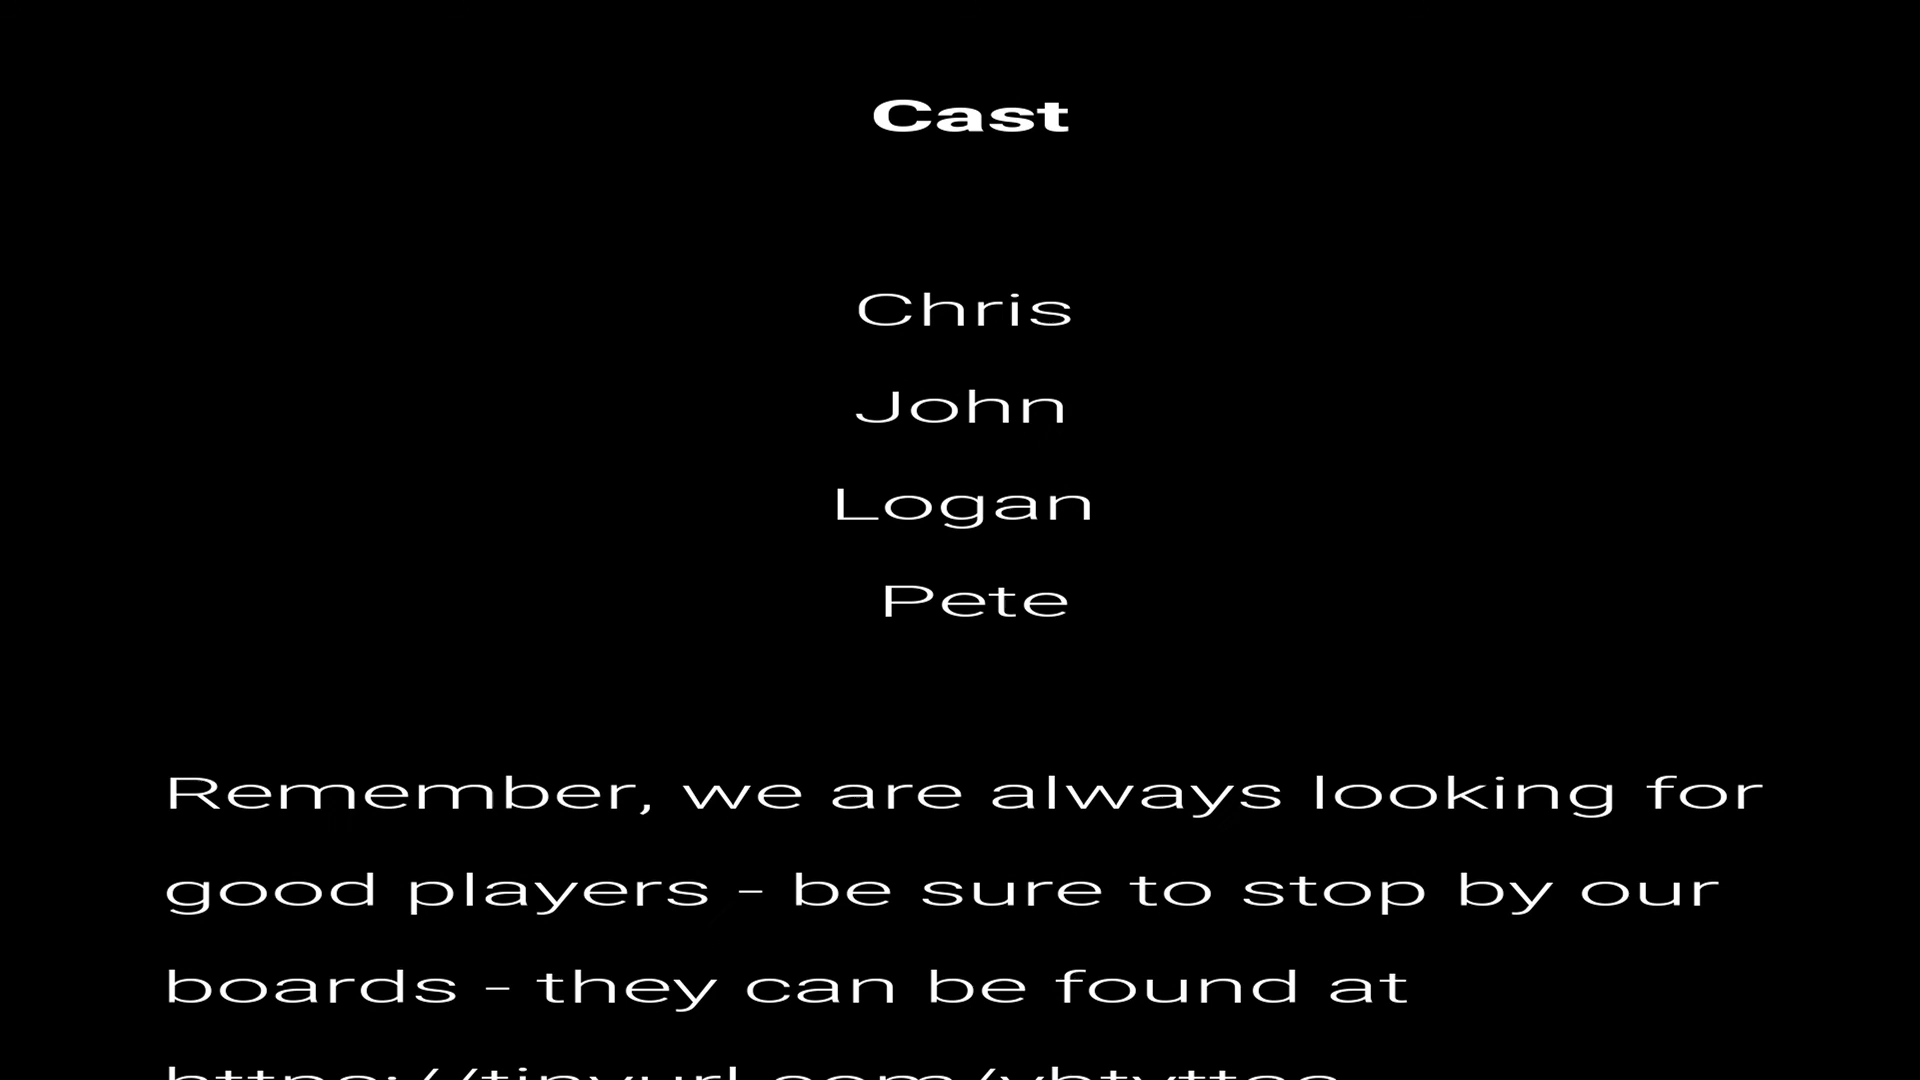 Cast
Chris
John
Logan
Pete
Remember, we are always looking for
good players - be sure to stop by our
boards - they can be found at